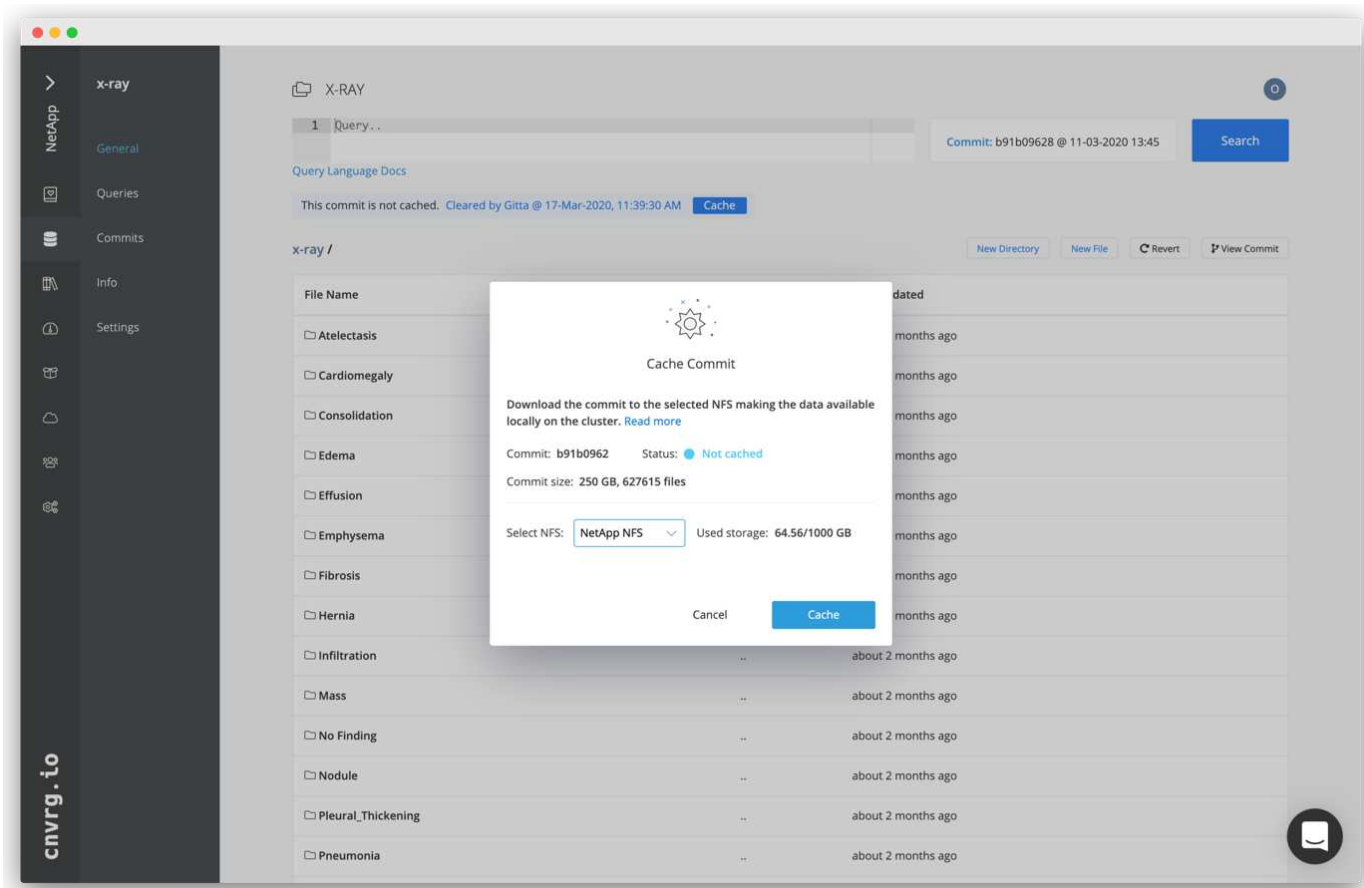 NetApp
x-ray
General
Queries
Commits
Info
Settings
cnvrg.io
X-RAY
O
1 Query..
Commit: b91b09628 @ 11-03-2020 13:45
Search
Query Language Docs
This commit is not cached. Cleared by Gitta @ 17-Mar-2020, 11:39:30 AM Cache
x-ray /
New Directory New File Revert View Commit
File Name dated
Atelectasis months ago
Cardiomegaly months ago
Consolidation months ago
Edema months ago
Effusion months ago
Emphysema months ago
Fibrosis months ago
Hernia months ago
Infiltration .. about 2 months ago
Mass .. about 2 months ago
No Finding .. about 2 months ago
Nodule .. about 2 months ago
Pleural_Thickening .. about 2 months ago
Pneumonia .. about 2 months ago
Cache Commit
Download the commit to the selected NFS making the data available
locally on the cluster. Read more
Commit: b91b0962 Status: Not cached
Commit size: 250 GB, 627615 files
Select NFS: NetApp NFS Used storage: 64.56/1000 GB
Cancel Cache